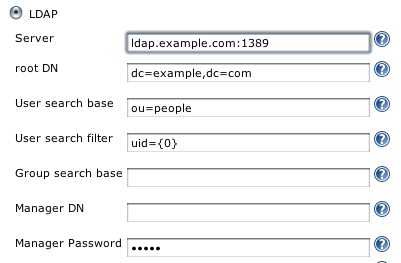 LDAP
Server ldap.example.com:1389
root DN dc=example,dc=com
User search base ou=people
User search filter uid={0}
Group search base
Manager DN
Manager Password •••••